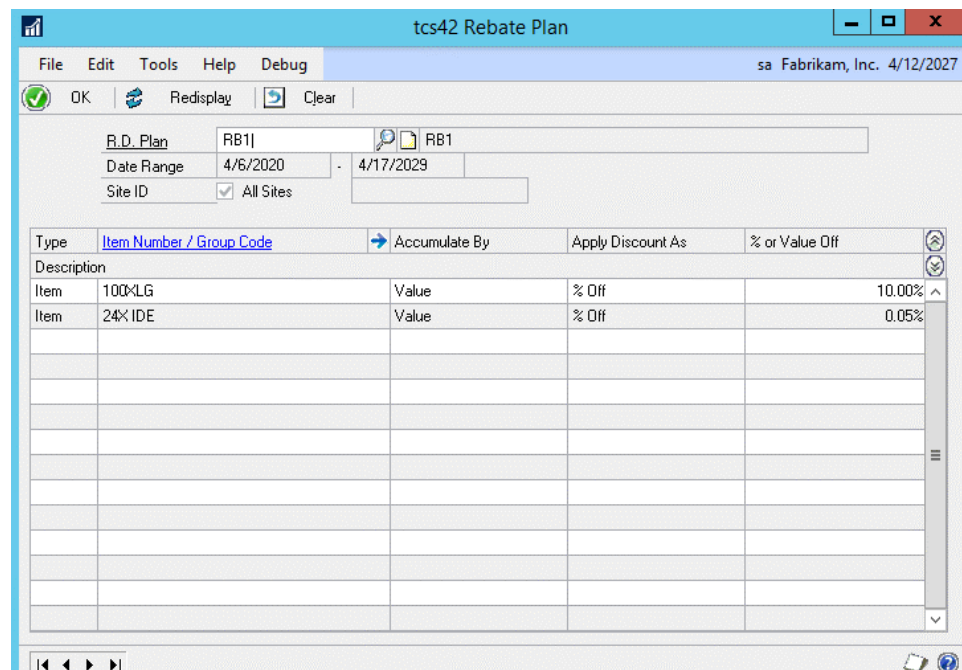 tcs42 Rebate Plan
File Edit Tools Help Debug sa Fabrikam, Inc. 4/12/2027
OK Redisplay Clear
R.D. Plan RB1 RB1
Date Range 4/6/2020 - 4/17/2029
Site ID All Sites
Type Item Number / Group Code Accumulate By Apply Discount As % or Value Off
Description
Item 100XLG Value % Off 10.00%
Item 24X IDE Value % Off 0.05%